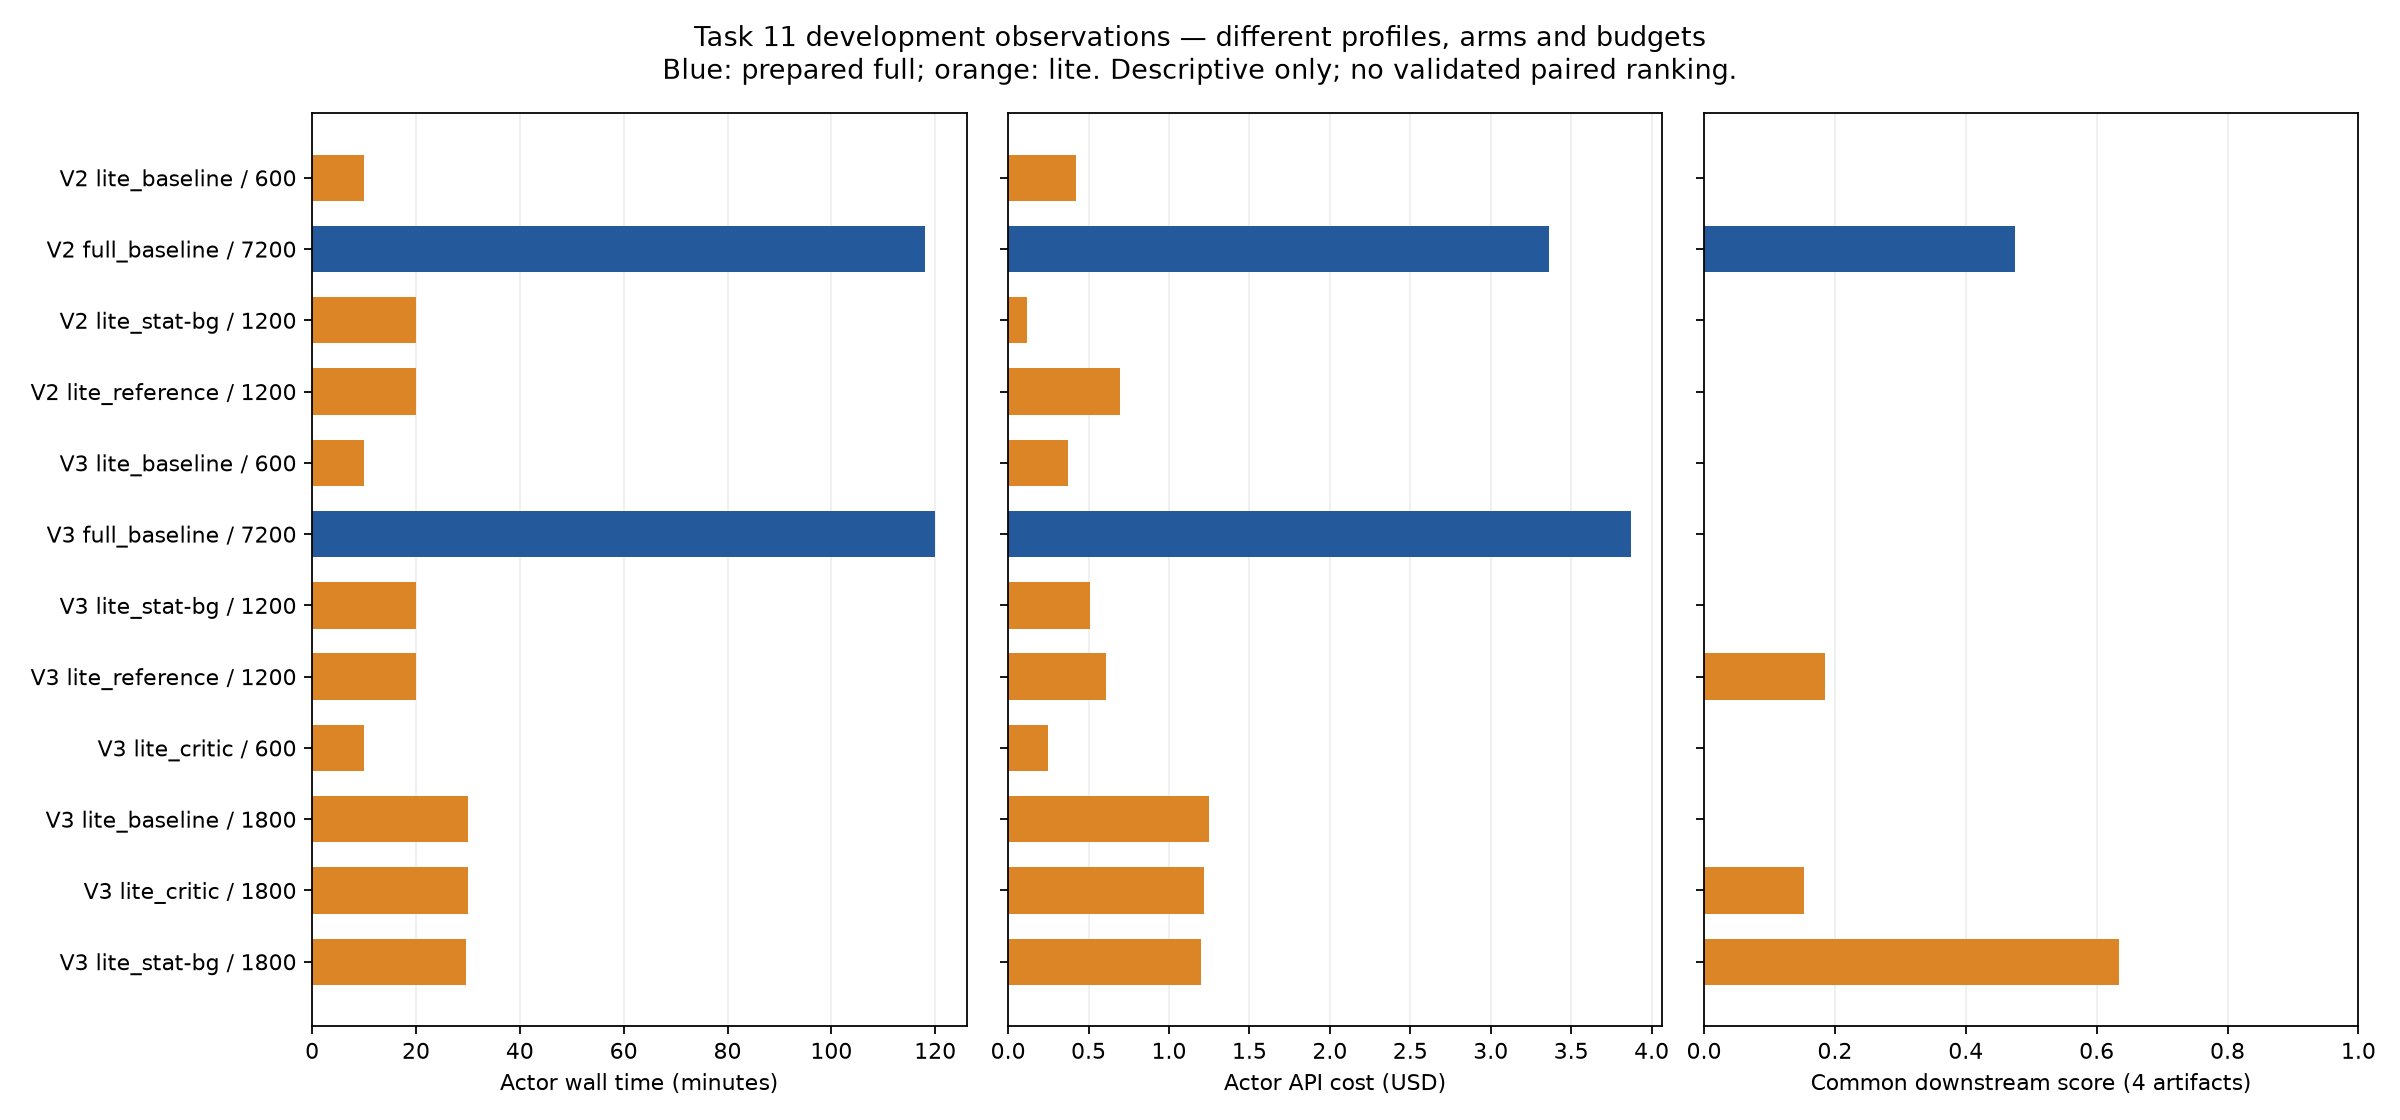 Task 11 development observations — different profiles, arms and budgets
Blue: prepared full; orange: lite. Descriptive only; no validated paired ranking.
V2 lite_baseline / 600
V2 full_baseline / 7200
V2 lite_stat-bg / 1200
V2 lite_reference / 1200
V3 lite_baseline / 600
V3 full_baseline / 7200
V3 lite_stat-bg / 1200
V3 lite_reference / 1200
V3 lite_critic / 600
V3 lite_baseline / 1800
V3 lite_critic / 1800
V3 lite_stat-bg / 1800
0 20 40 60 80 100 120
Actor wall time (minutes)
0.0 0.5 1.0 1.5 2.0 2.5 3.0 3.5 4.0
Actor API cost (USD)
0.0 0.2 0.4 0.6 0.8 1.0
Common downstream score (4 artifacts)